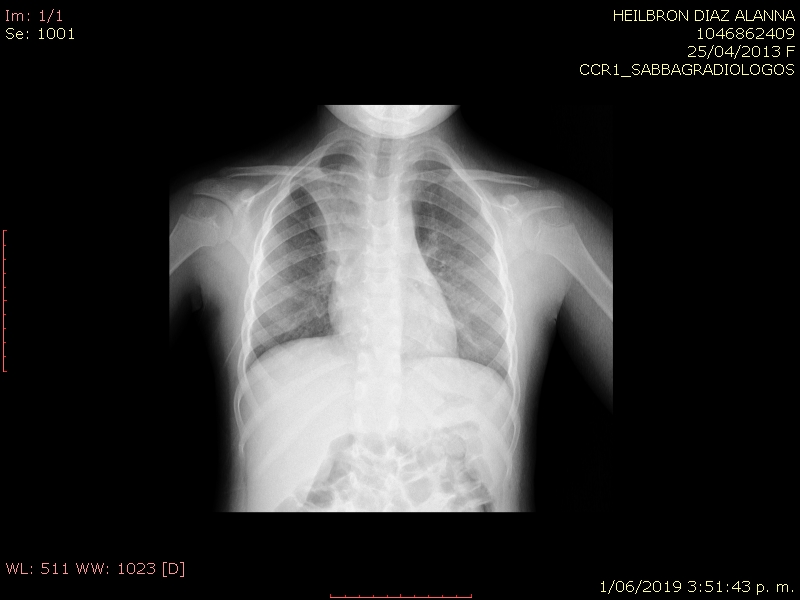 Im: 1/1
Se: 1001
HEILBRON DIAZ ALANNA
1046862409
25/04/2013 F
CCR1_SABBAGRADIOLOGOS
WL: 511 WW: 1023 [D]
1/06/2019 3:51:43 p. m.